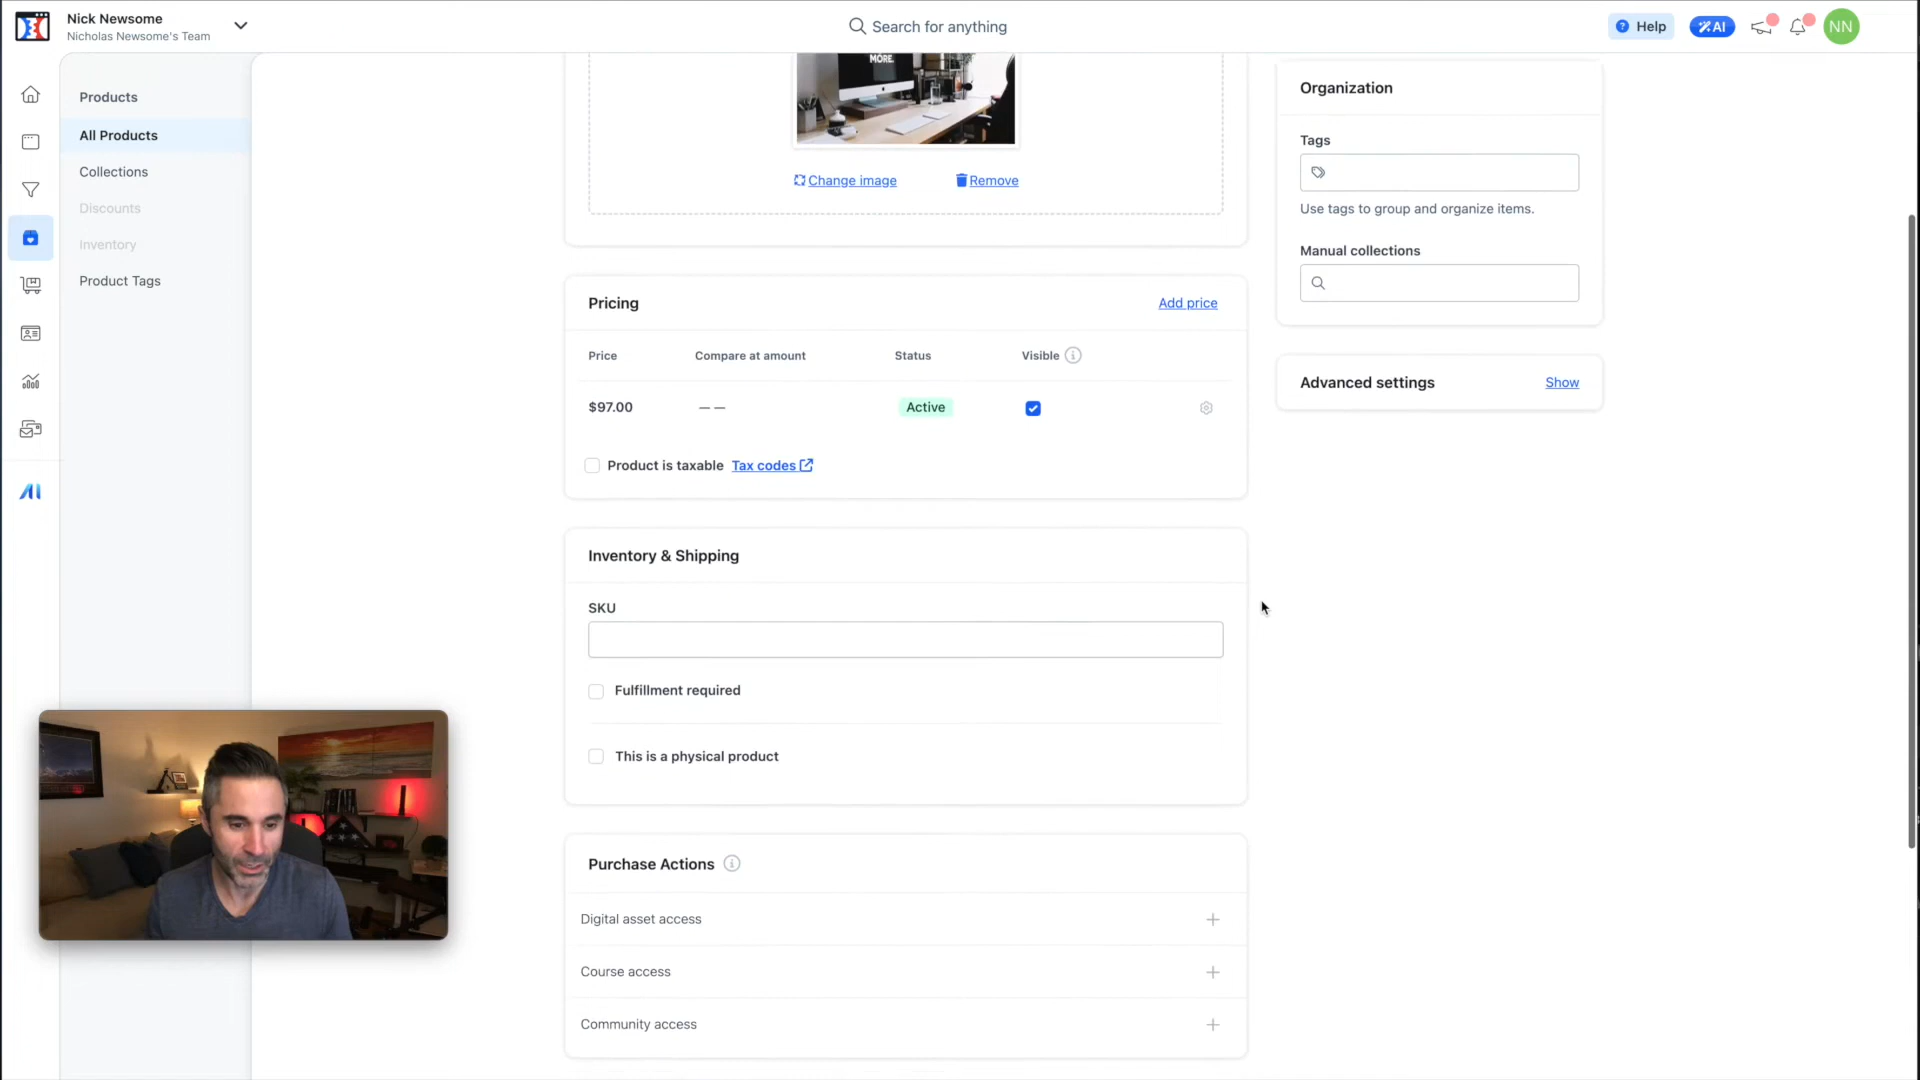 Nick Newsome
Nicholas Newsome's Team
Search for anything
Help
AI
NN
Products
All Products
Collections
Discounts
Inventory
Product Tags
AI
MORE.
Change image
Remove
Pricing
Add price
Price
Compare at amount
Status
Visible
$97.00
— —
Active
Product is taxable
Tax codes
Inventory & Shipping
SKU
Fulfillment required
This is a physical product
Purchase Actions
Digital asset access
Course access
Community access
Organization
Tags
Use tags to group and organize items.
Manual collections
Advanced settings
Show